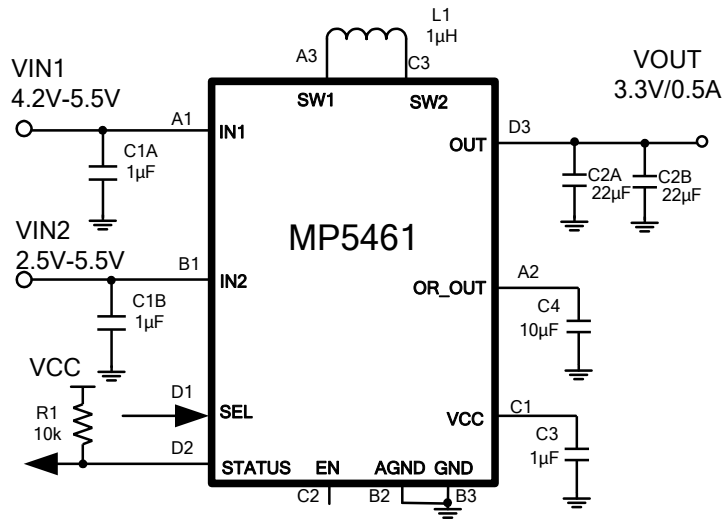 L1
1µH
A3
C3
SW1
SW2
VIN1
4.2V-5.5V
A1
IN1
C1A
1µF
VOUT
3.3V/0.5A
D3
OUT
C2A
22µF
C2B
22µF
MP5461
VIN2
2.5V-5.5V
B1
IN2
C1B
1µF
A2
OR_OUT
C4
10µF
VCC
R1
10k
D1
SEL
D2
STATUS
C1
VCC
C3
1µF
EN
AGND
GND
C2
B2
B3